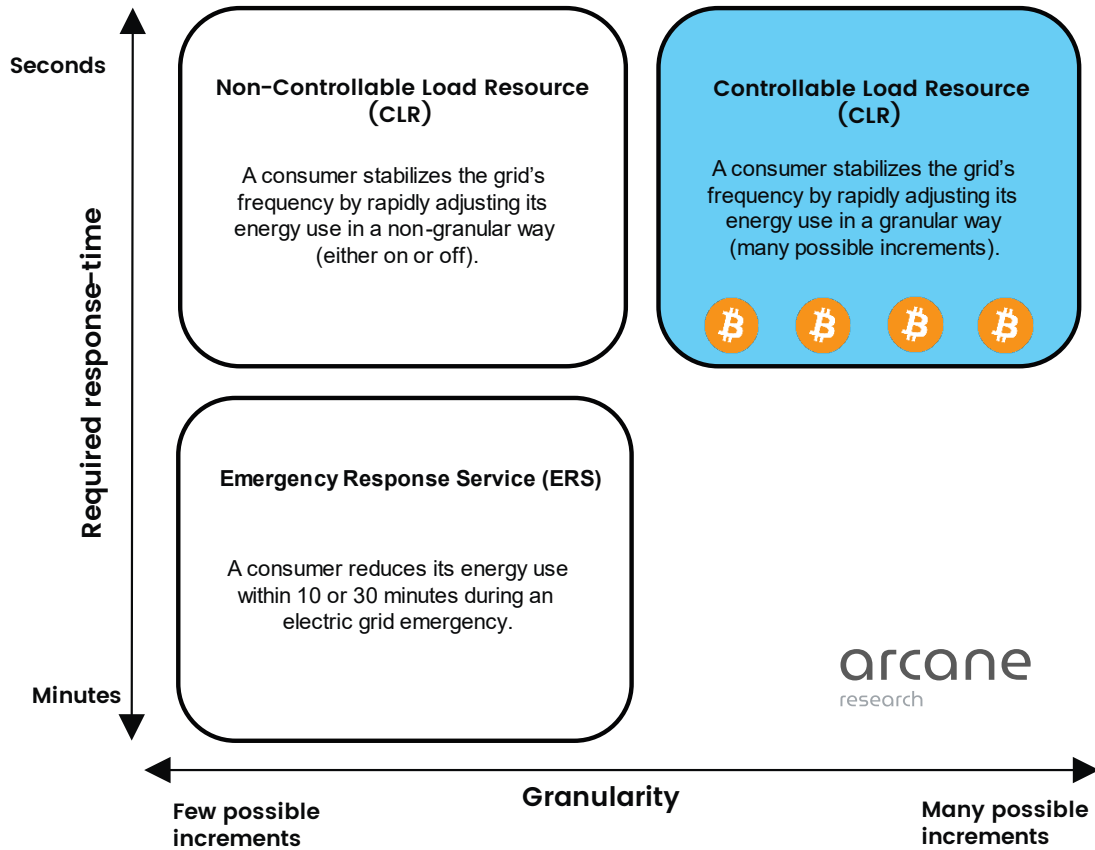 Seconds
Non-Controllable Load Resource
(CLR)
A consumer stabilizes the grid's
frequency by rapidly adjusting its
energy use in a non-granular way
(either on or off).
Controllable Load Resource
(CLR)
A consumer stabilizes the grid's
frequency by rapidly adjusting its
energy use in a granular way
(many possible increments).
Required response-time
Emergency Response Service (ERS)
A consumer reduces its energy use
within 10 or 30 minutes during an
electric grid emergency.
arcane
research
Minutes
Granularity
Few possible
increments
Many possible
increments